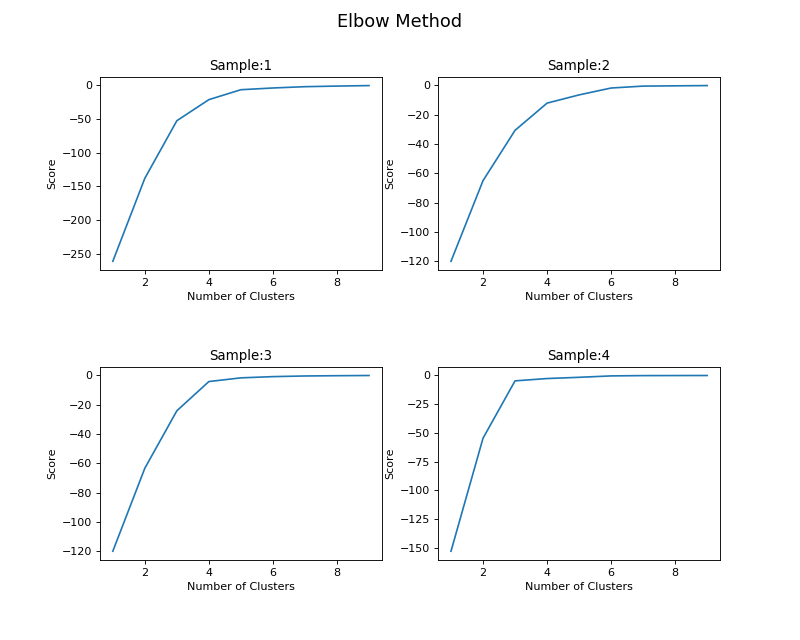 Elbow Method
Sample:1
0
−50
−100
−150
−200
−250
Score
2 4 6 8
Number of Clusters
Sample:2
0
−20
−40
−60
−80
−100
−120
Score
2 4 6 8
Number of Clusters
Sample:3
0
−20
−40
−60
−80
−100
−120
Score
2 4 6 8
Number of Clusters
Sample:4
0
−25
−50
−75
−100
−125
−150
Score
2 4 6 8
Number of Clusters